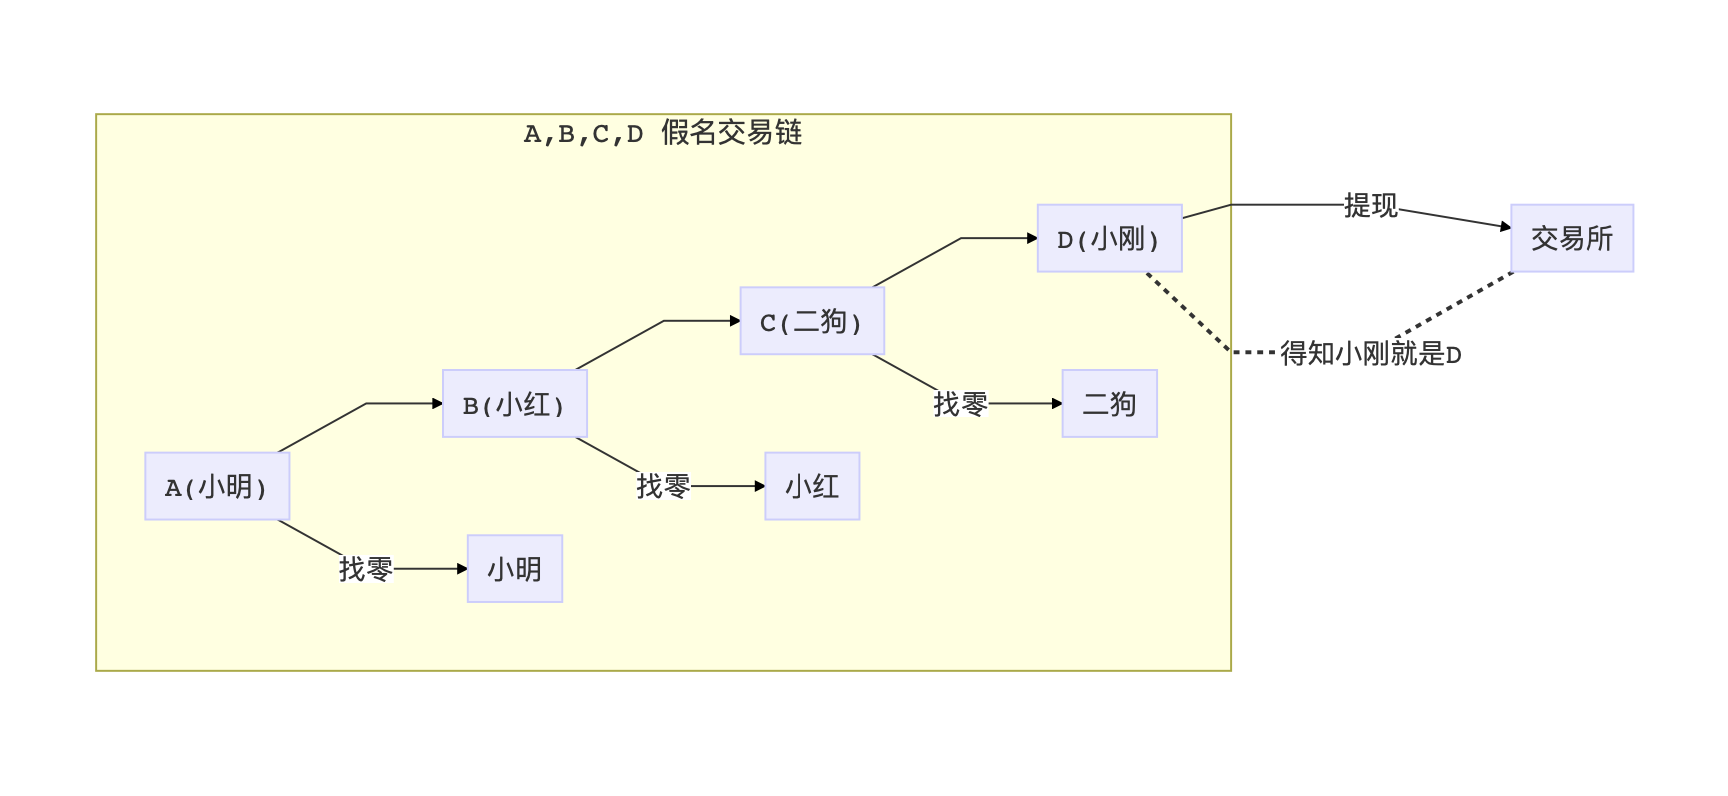 A,B,C,D 假名交易链
提现
D(小刚)
交易所
C(二狗)
得知小刚就是D
B(小红)
找零
二狗
A(小明)
找零
小红
找零
小明